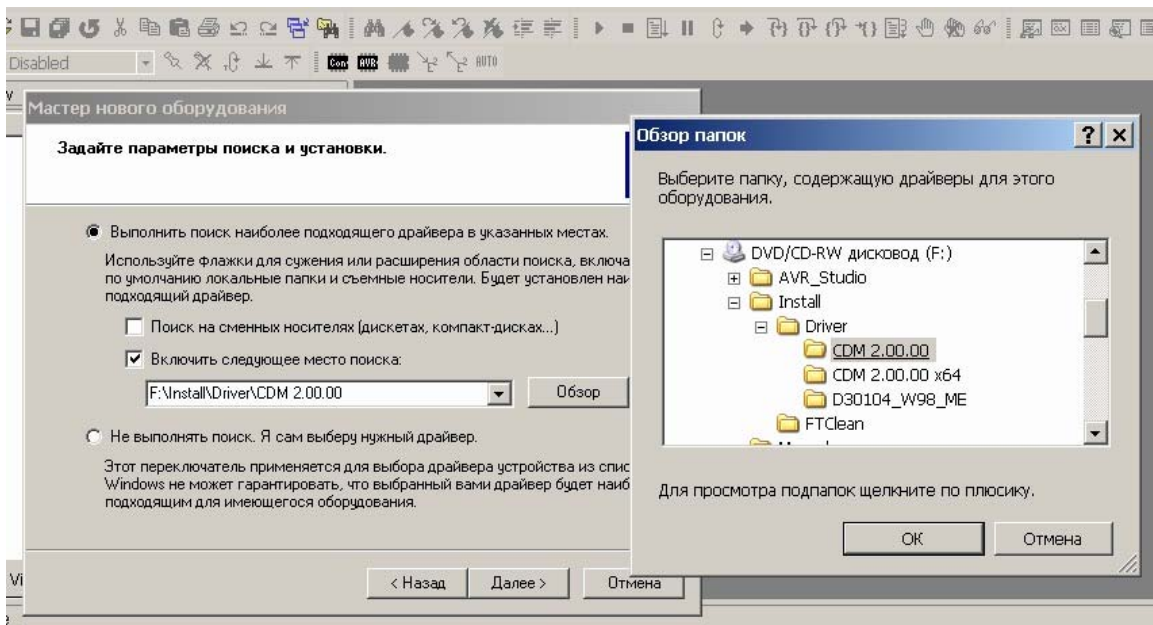 Disabled
Con
AVR
AUTO
Мастер нового оборудования
Задайте параметры поиска и установки.
Выполнить поиск наиболее подходящего драйвера в указанных местах.
Используйте флажки для сужения или расширения области поиска, включа
по умолчанию локальные папки и съемные носители. Будет установлен наи
подходящий драйвер.
Поиск на сменных носителях (дискетах, компакт-дисках...)
Включить следующее место поиска:
F:\Install\Driver\CDM 2.00.00
Обзор
Не выполнять поиск. Я сам выберу нужный драйвер.
Этот переключатель применяется для выбора драйвера устройства из спис
Windows не может гарантировать, что выбранный вами драйвер будет наиб
подходящим для имеющегося оборудования.
< Назад
Далее >
Отмена
Обзор папок
Выберите папку, содержащую драйверы для этого
оборудования.
DVD/CD-RW дисковод (F:)
AVR_Studio
Install
Driver
CDM 2.00.00
CDM 2.00.00 x64
D30104_W98_ME
FTClean
Для просмотра подпапок щелкните по плюсику.
ОК
Отмена
Vi